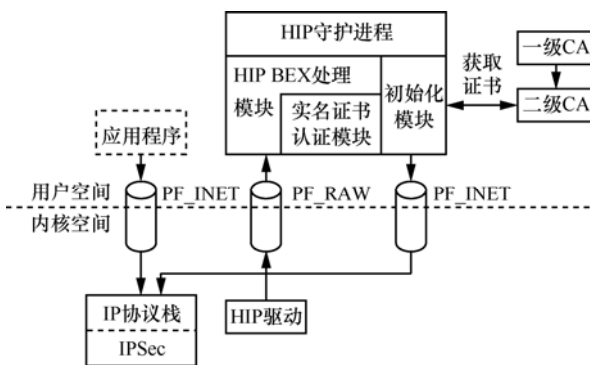 HIP守护进程
HIP BEX处理
模块
实名证书
认证模块
初始化
模块
获取
证书
一级CA
二级CA
应用程序
用户空间
PF_INET
PF_RAW
PF_INET
内核空间
IP协议栈
IPSec
HIP驱动